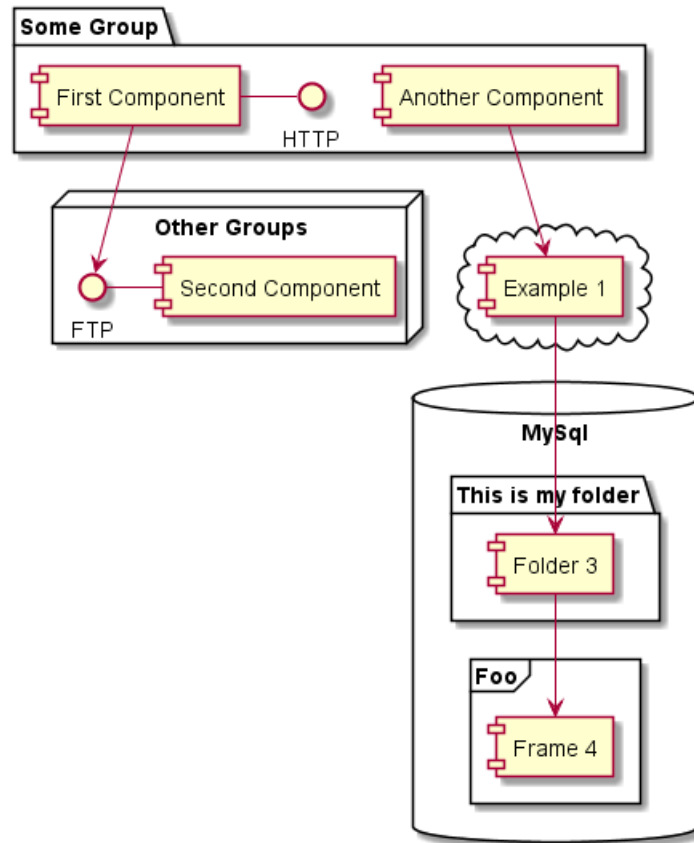 Some Group
First Component
HTTP
Another Component
Other Groups
FTP
Second Component
Example 1
MySql
This is my folder
Folder 3
Foo
Frame 4